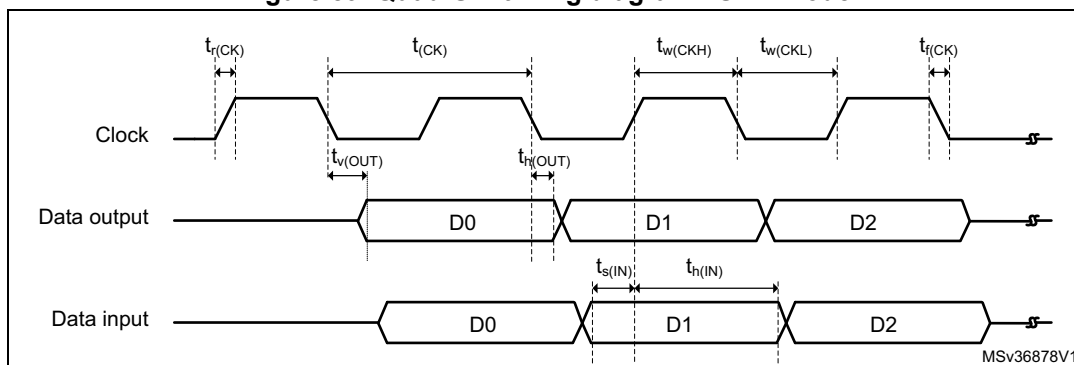 t_r(CK) t_(CK) t_w(CKH) t_w(CKL) t_f(CK)
Clock
t_v(OUT) t_h(OUT)
Data output D0 D1 D2
t_s(IN) t_h(IN)
Data input D0 D1 D2
MSv36878V1